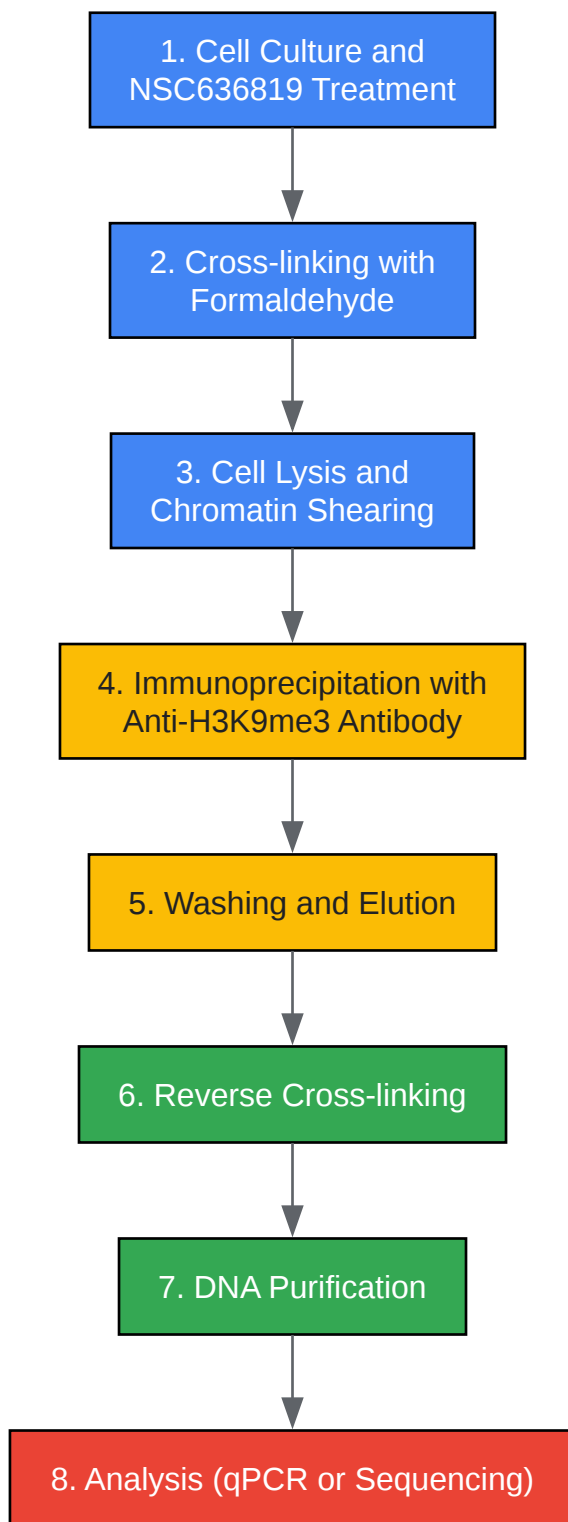 1. Cell Culture and
NSC636819 Treatment
2. Cross-linking with
Formaldehyde
3. Cell Lysis and
Chromatin Shearing
4. Immunoprecipitation with
Anti-H3K9me3 Antibody
5. Washing and Elution
6. Reverse Cross-linking
7. DNA Purification
8. Analysis (qPCR or Sequencing)